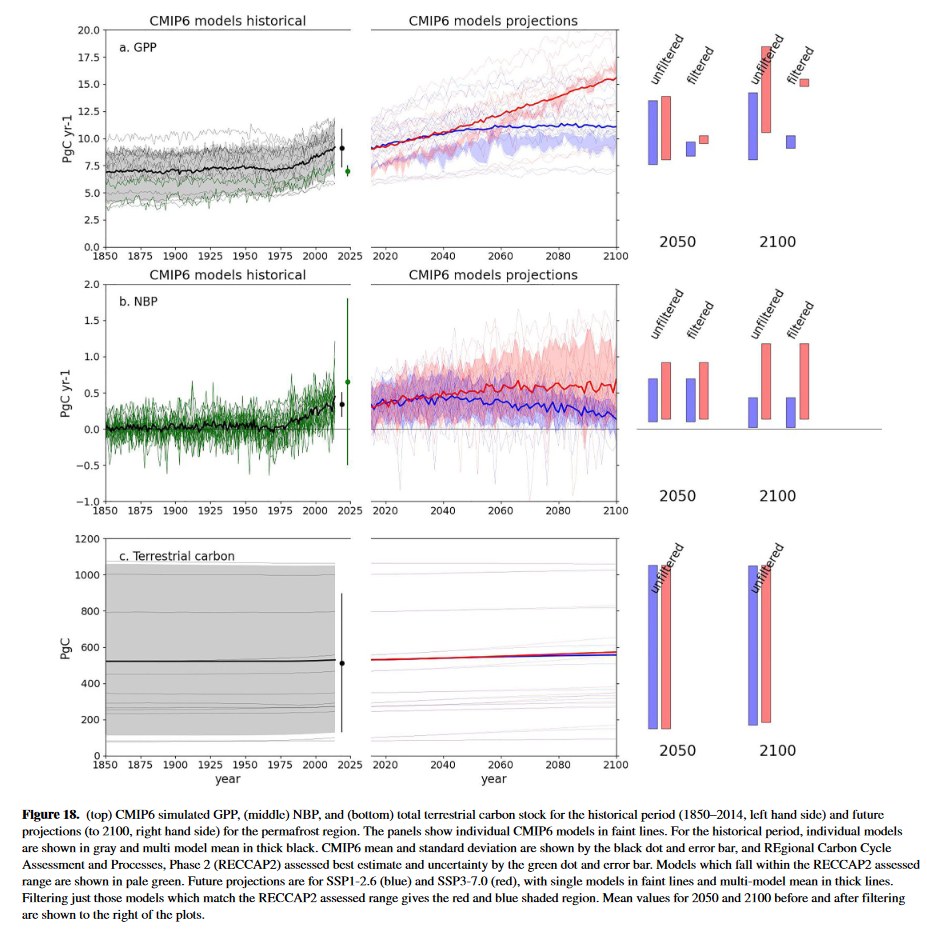 CMIP6 models historical
CMIP6 models projections
20.0
17.5
15.0
12.5
10.0
7.5
5.0
2.5
0.0
PgC yr-1
a. GPP
1850 1875 1900 1925 1950 1975 2000 2025
2020 2040 2060 2080 2100
unfiltered
filtered
unfiltered
filtered
2050
2100
CMIP6 models historical
CMIP6 models projections
2.0
1.5
1.0
0.5
0.0
−0.5
−1.0
PgC yr-1
b. NBP
1850 1875 1900 1925 1950 1975 2000 2025
2020 2040 2060 2080 2100
unfiltered
filtered
unfiltered
filtered
2050
2100
1200
1000
800
600
400
200
0
PgC
c. Terrestrial carbon
1850 1875 1900 1925 1950 1975 2000 2025
year
2020 2040 2060 2080 2100
year
unfiltered
unfiltered
2050
2100
Figure 18. (top) CMIP6 simulated GPP, (middle) NBP, and (bottom) total terrestrial carbon stock for the historical period (1850–2014, left hand side) and future
projections (to 2100, right hand side) for the permafrost region. The panels show individual CMIP6 models in faint lines. For the historical period, individual models
are shown in gray and multi model mean in thick black. CMIP6 mean and standard deviation are shown by the black dot and error bar, and REgional Carbon Cycle
Assessment and Processes, Phase 2 (RECCAP2) assessed best estimate and uncertainty by the green dot and error bar. Models which fall within the RECCAP2 assessed
range are shown in pale green. Future projections are for SSP1-2.6 (blue) and SSP3-7.0 (red), with single models in faint lines and multi-model mean in thick lines.
Filtering just those models which match the RECCAP2 assessed range gives the red and blue shaded region. Mean values for 2050 and 2100 before and after filtering
are shown to the right of the plots.